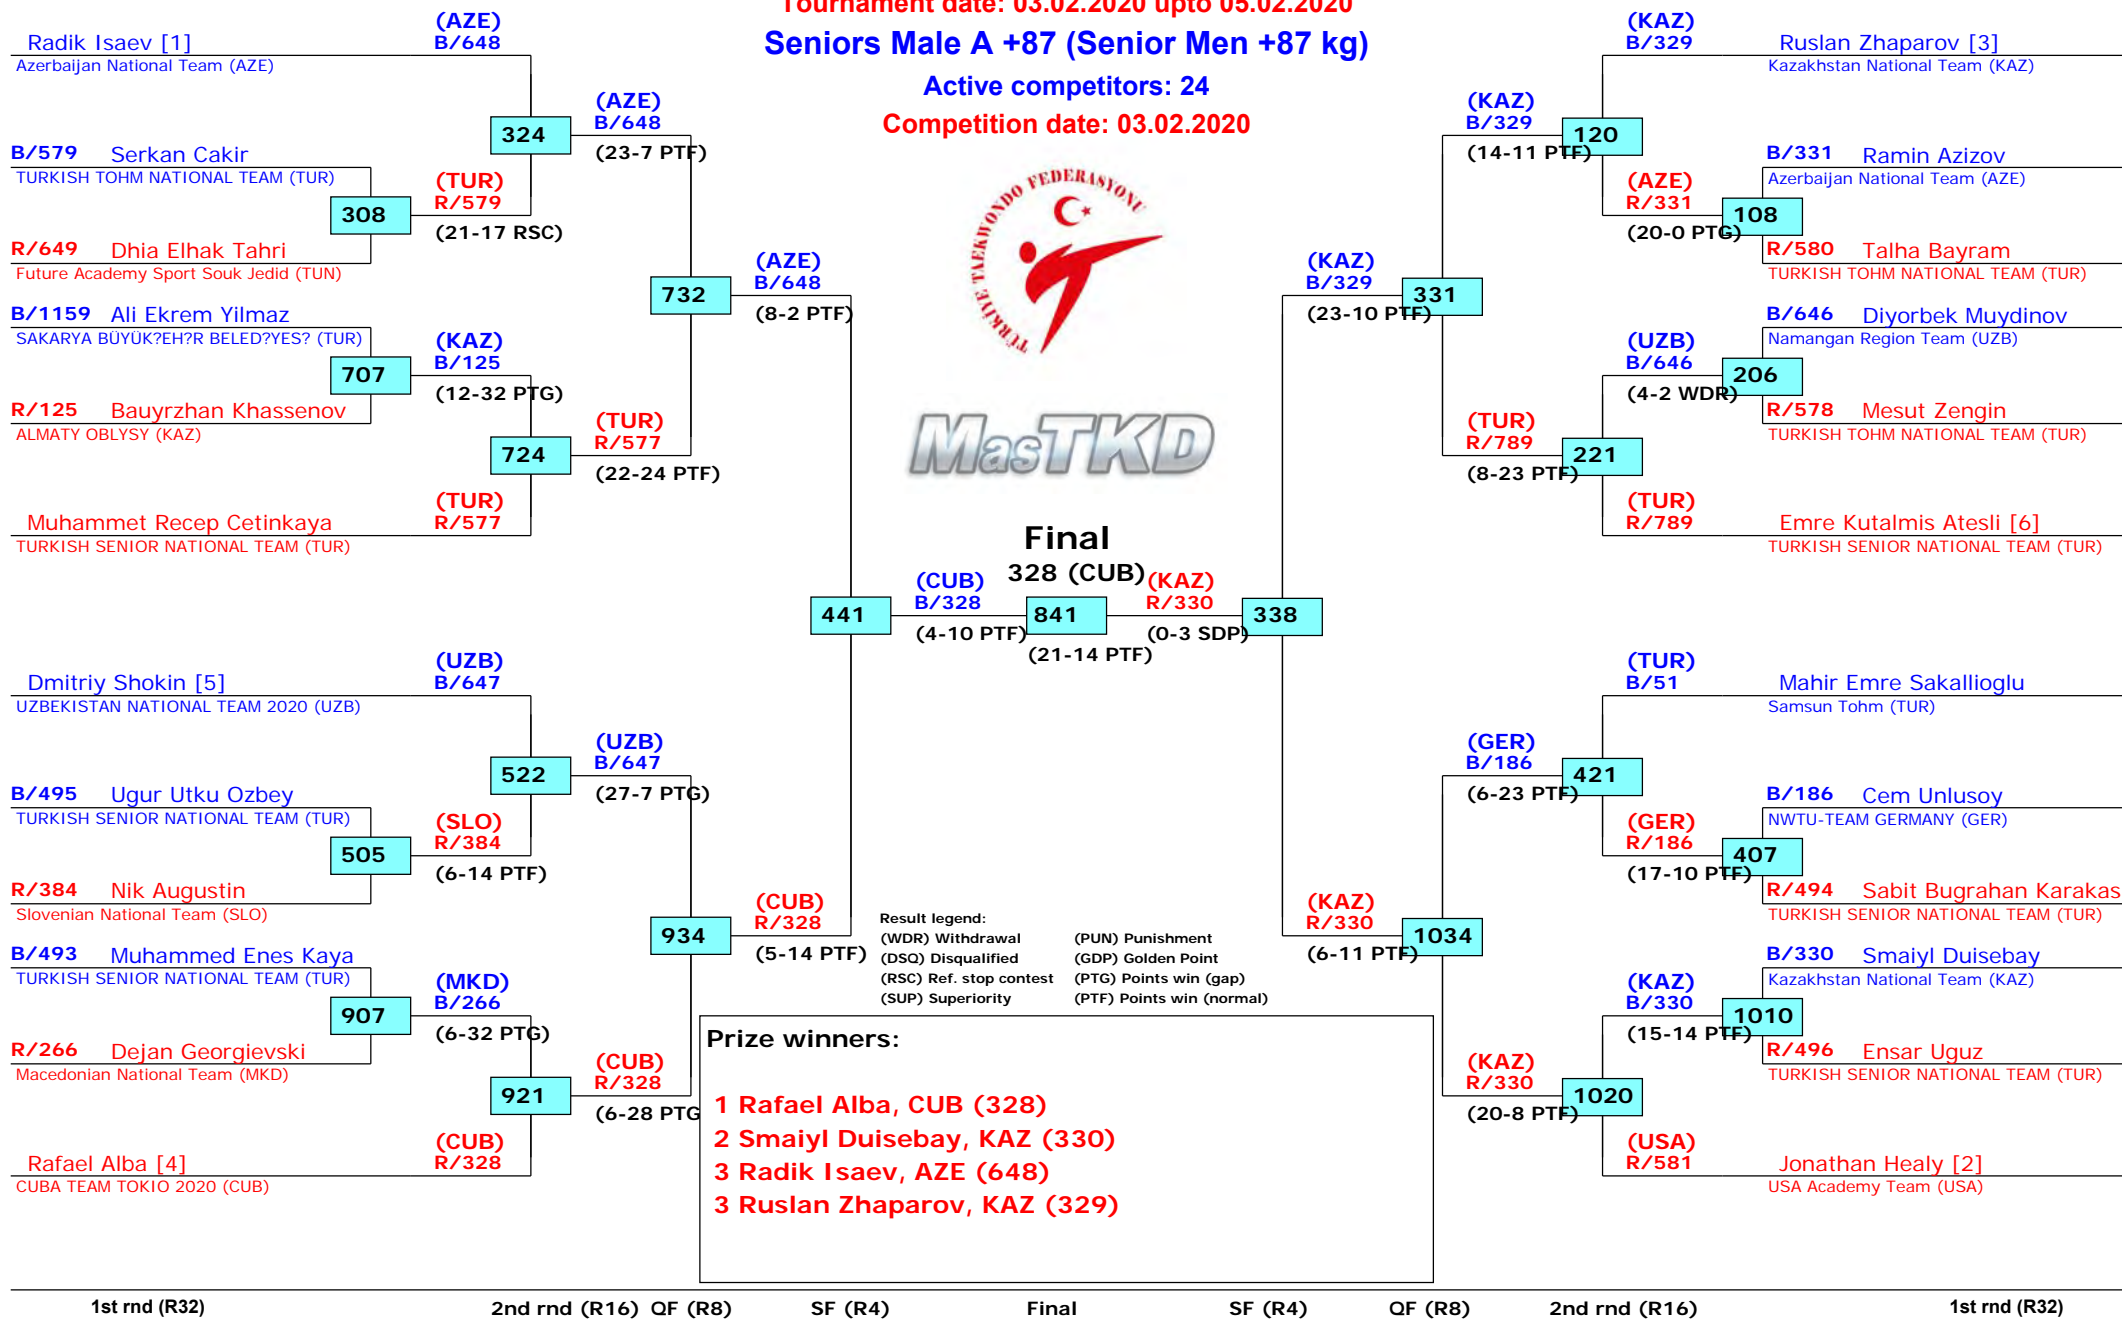 Tournament date: 03.02.2020 upto 05.02.2020
Seniors Male A +87 (Senior Men +87 kg)
Active competitors: 24
Competition date: 03.02.2020
TÜRKİYE TAEKWONDO FEDERASYONU
MasTKD
(AZE)
Radik Isaev [1] B/648
Azerbaijan National Team (AZE)
324
(AZE)
B/648
(23-7 PTF)
B/579 Serkan Cakir
TURKISH TOHM NATIONAL TEAM (TUR)
308
(TUR)
R/579
(21-17 RSC)
R/649 Dhia Elhak Tahri
Future Academy Sport Souk Jedid (TUN)
732
(AZE)
B/648
(8-2 PTF)
B/1159 Ali Ekrem Yilmaz
SAKARYA BÜYÜK?EH?R BELED?YES? (TUR)
707
(KAZ)
B/125
(12-32 PTG)
R/125 Bauyrzhan Khassenov
ALMATY OBLYSY (KAZ)
724
(TUR)
R/577
(22-24 PTF)
(TUR)
Muhammet Recep Cetinkaya R/577
TURKISH SENIOR NATIONAL TEAM (TUR)
441
(CUB)
B/328
(4-10 PTF)
(UZB)
Dmitriy Shokin [5] B/647
UZBEKISTAN NATIONAL TEAM 2020 (UZB)
522
(UZB)
B/647
(27-7 PTG)
B/495 Ugur Utku Ozbey
TURKISH SENIOR NATIONAL TEAM (TUR)
505
(SLO)
R/384
(6-14 PTF)
R/384 Nik Augustin
Slovenian National Team (SLO)
934
(CUB)
R/328
(5-14 PTF)
B/493 Muhammed Enes Kaya
TURKISH SENIOR NATIONAL TEAM (TUR)
907
(MKD)
B/266
(6-32 PTG)
R/266 Dejan Georgievski
Macedonian National Team (MKD)
921
(CUB)
R/328
(6-28 PTG
(CUB)
Rafael Alba [4] R/328
CUBA TEAM TOKIO 2020 (CUB)
Final
328 (CUB)
841
(21-14 PTF)
(KAZ)
R/330
(0-3 SDP)
338
(KAZ)
B/329 Ruslan Zhaparov [3]
Kazakhstan National Team (KAZ)
(KAZ)
B/329
(14-11 PTF)
120
B/331 Ramin Azizov
Azerbaijan National Team (AZE)
(AZE)
R/331
(20-0 PTG)
108
R/580 Talha Bayram
TURKISH TOHM NATIONAL TEAM (TUR)
(KAZ)
B/329
(23-10 PTF)
331
B/646 Diyorbek Muydinov
Namangan Region Team (UZB)
(UZB)
B/646
(4-2 WDR)
206
R/578 Mesut Zengin
TURKISH TOHM NATIONAL TEAM (TUR)
(TUR)
R/789
(8-23 PTF)
221
(TUR)
R/789 Emre Kutalmis Atesli [6]
TURKISH SENIOR NATIONAL TEAM (TUR)
(TUR)
B/51 Mahir Emre Sakallioglu
Samsun Tohm (TUR)
(GER)
B/186
(6-23 PTF)
421
B/186 Cem Unlusoy
NWTU-TEAM GERMANY (GER)
(GER)
R/186
(17-10 PTF)
407
R/494 Sabit Bugrahan Karakas
TURKISH SENIOR NATIONAL TEAM (TUR)
(KAZ)
R/330
(6-11 PTF)
1034
B/330 Smaiyl Duisebay
Kazakhstan National Team (KAZ)
(KAZ)
B/330
(15-14 PTF)
1010
R/496 Ensar Uguz
TURKISH SENIOR NATIONAL TEAM (TUR)
(KAZ)
R/330
(20-8 PTF)
1020
(USA)
R/581 Jonathan Healy [2]
USA Academy Team (USA)
Result legend:
(WDR) Withdrawal (PUN) Punishment
(DSQ) Disqualified (GDP) Golden Point
(RSC) Ref. stop contest (PTG) Points win (gap)
(SUP) Superiority (PTF) Points win (normal)
Prize winners:
1 Rafael Alba, CUB (328)
2 Smaiyl Duisebay, KAZ (330)
3 Radik Isaev, AZE (648)
3 Ruslan Zhaparov, KAZ (329)
1st rnd (R32) 2nd rnd (R16) QF (R8) SF (R4) Final SF (R4) QF (R8) 2nd rnd (R16) 1st rnd (R32)